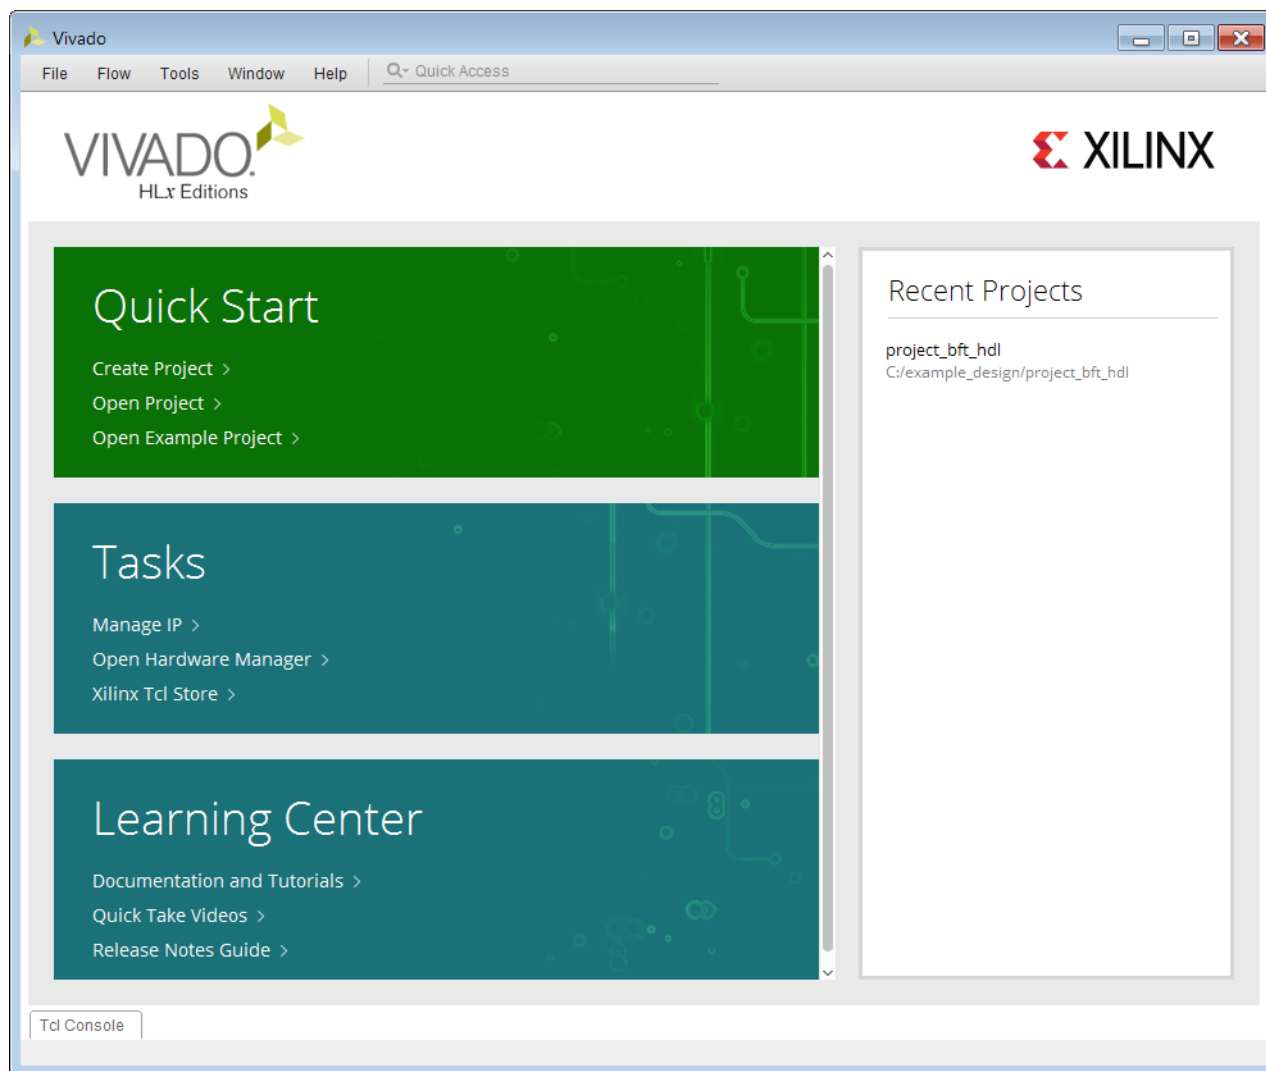 Vivado
File Flow Tools Window Help Quick Access
VIVADO.
HLx Editions
XILINX
Quick Start
Create Project >
Open Project >
Open Example Project >
Tasks
Manage IP >
Open Hardware Manager >
Xilinx Tcl Store >
Learning Center
Documentation and Tutorials >
Quick Take Videos >
Release Notes Guide >
Recent Projects
project_bft_hdl
C:/example_design/project_bft_hdl
Tcl Console